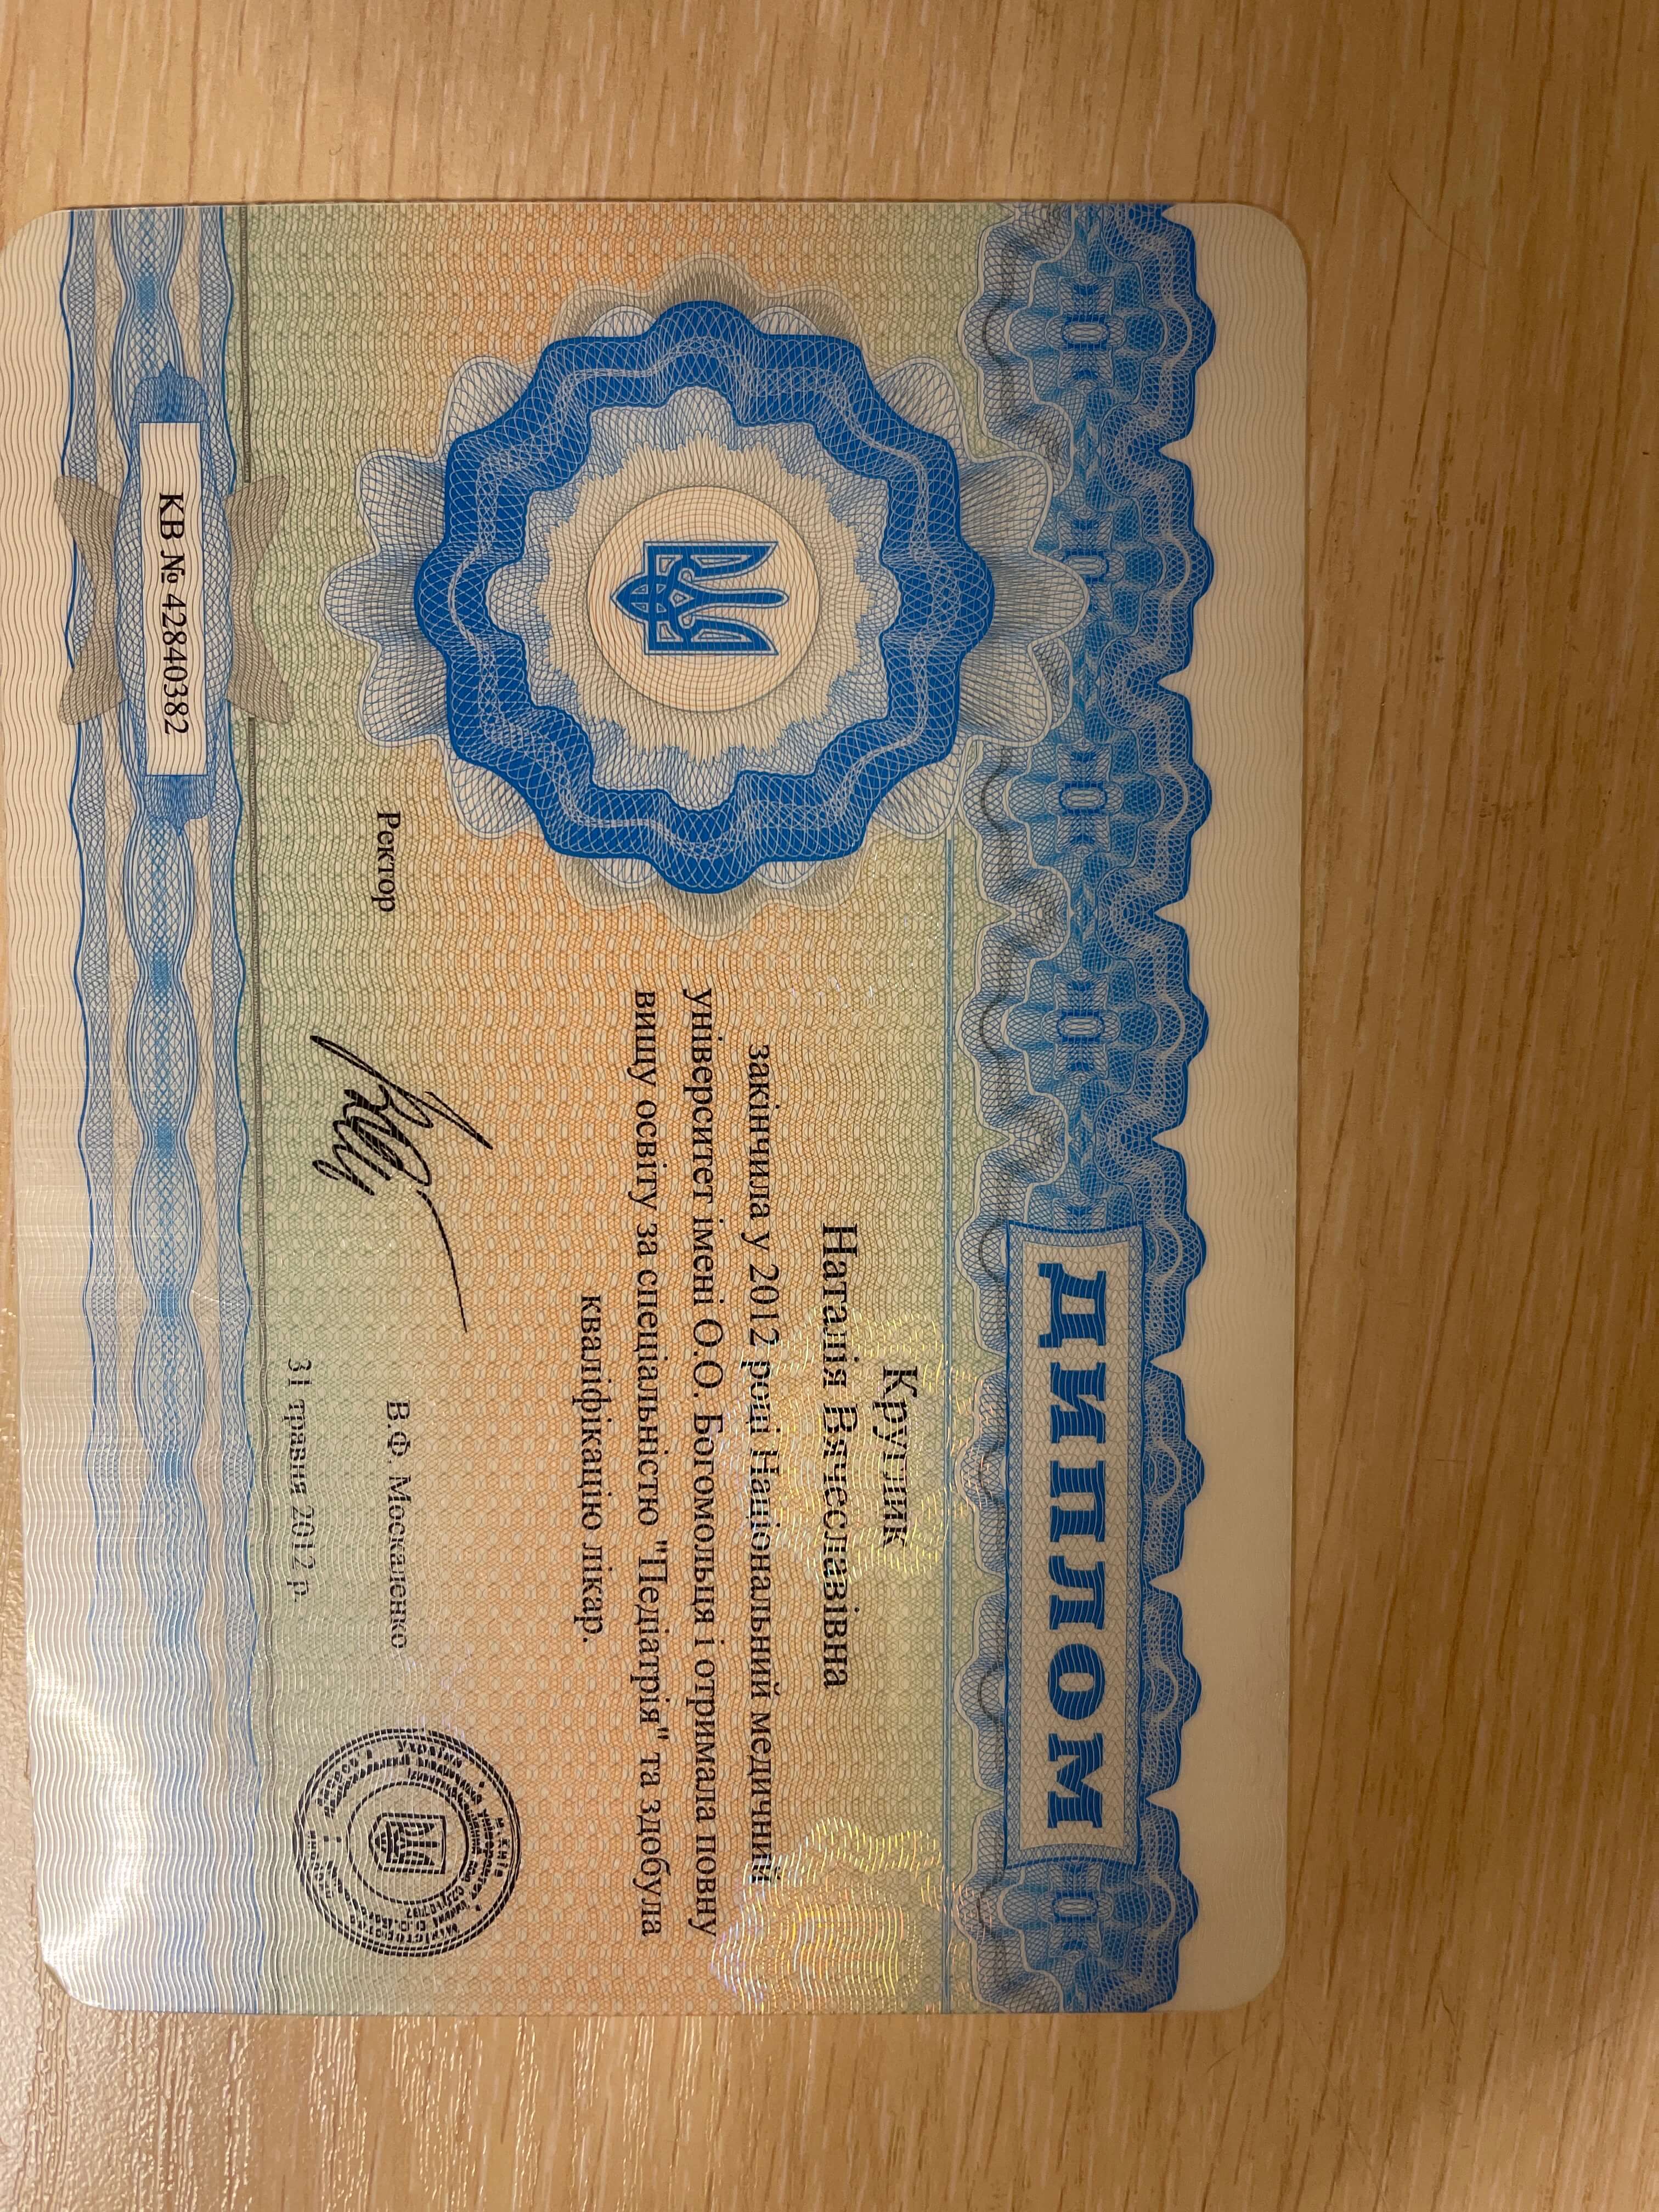 ДИПЛОМ
Круглик
Наталія Вячеславівна
закінчила у 2012 році Національний медичний
університет імені О.О. Богомольця і отримала повну
вищу освіту за спеціальністю "Педіатрія" та здобула
кваліфікацію лікар.
Ректор
В.Ф. Москаленко
31 травня 2012 р.
КВ № 42840382